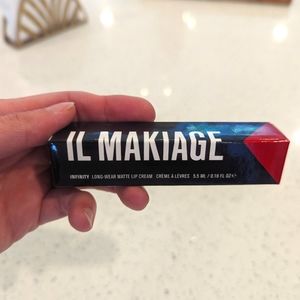 IL MAKIAGE
INFINITY LONG-WEAR MATTE LIP CREAM CRÈME À LÈVRES 5.5 ML / 0.18 FL OZ ℮